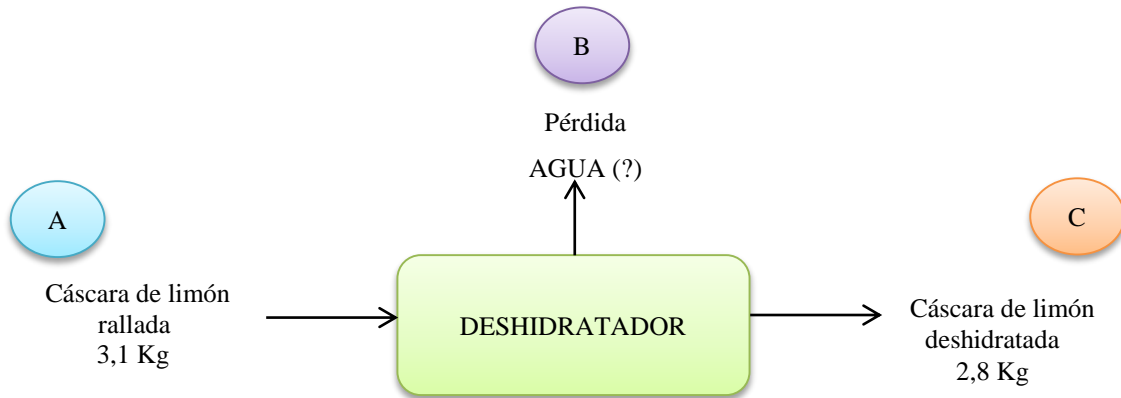 B
Pérdida
AGUA (?)
A
C
Cáscara de limón
rallada
3,1 Kg
DESHIDRATADOR
Cáscara de limón
deshidratada
2,8 Kg